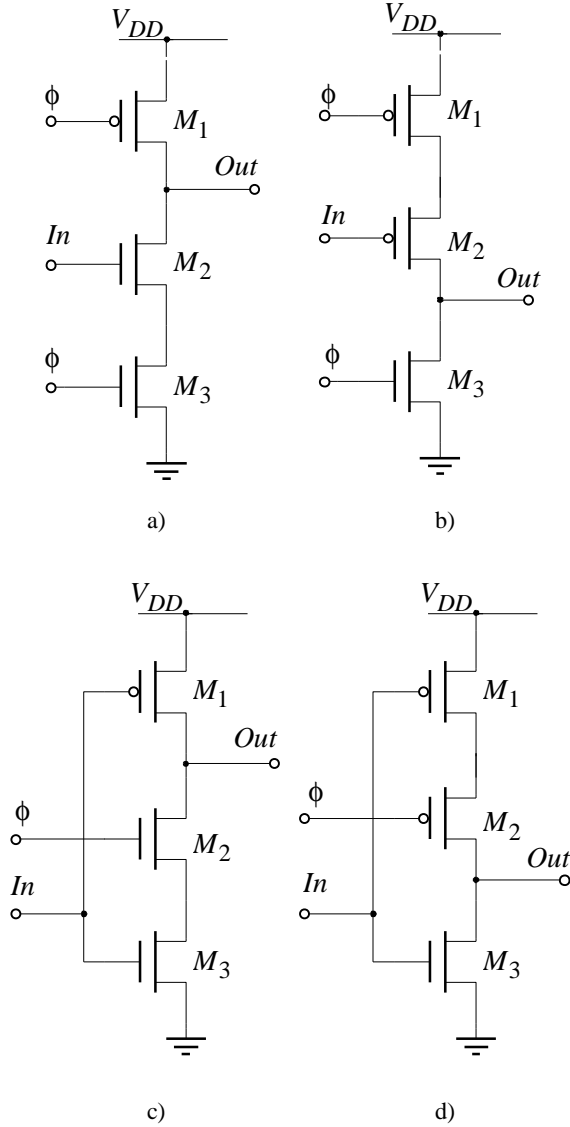 V_DD
ϕ
M_1
Out
In
M_2
ϕ
M_3
a)
V_DD
ϕ
M_1
In
M_2
Out
ϕ
M_3
b)
V_DD
M_1
Out
ϕ
M_2
In
M_3
c)
V_DD
M_1
ϕ
M_2
Out
In
M_3
d)